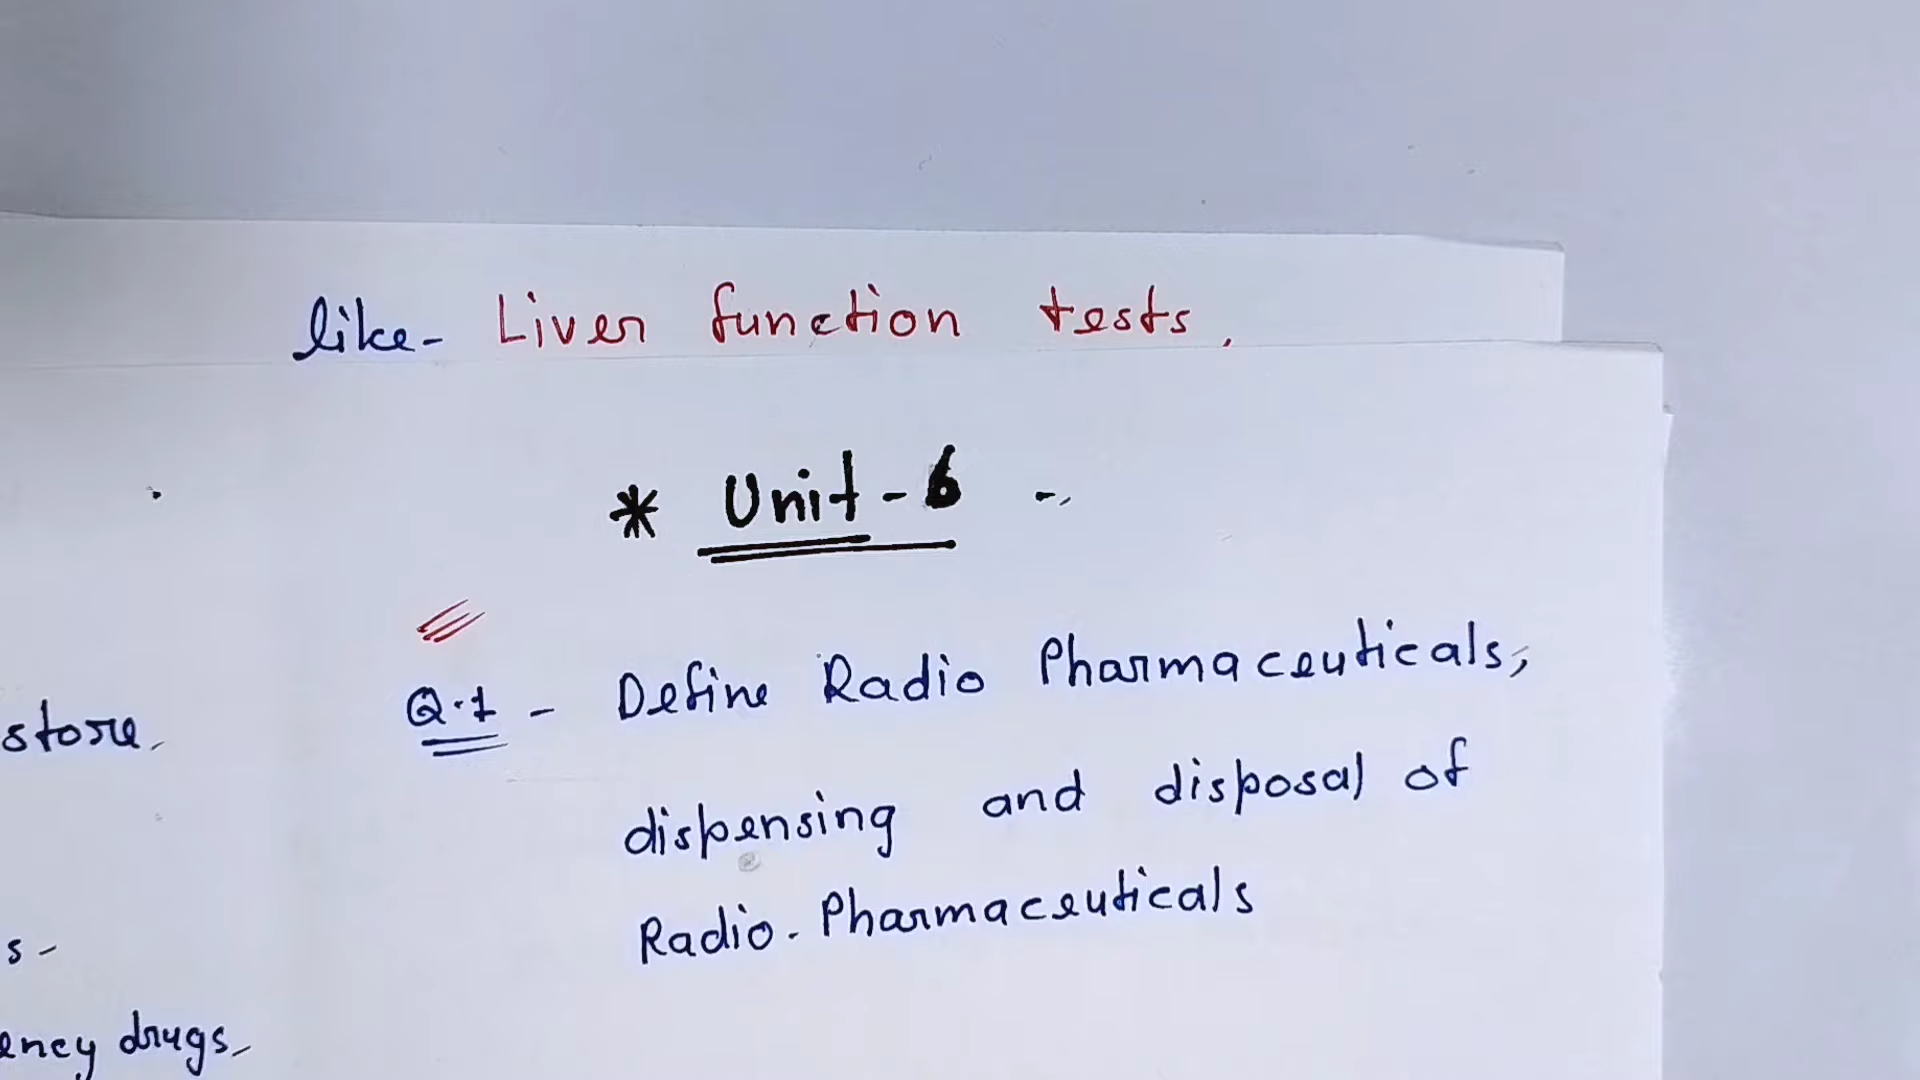 like- Liver function tests,
* Unit-6 -,
Q.1 - Define Radio Pharmaceuticals,
dispensing and disposal of
Radio-Pharmaceuticals
store,
s-
ency drugs-